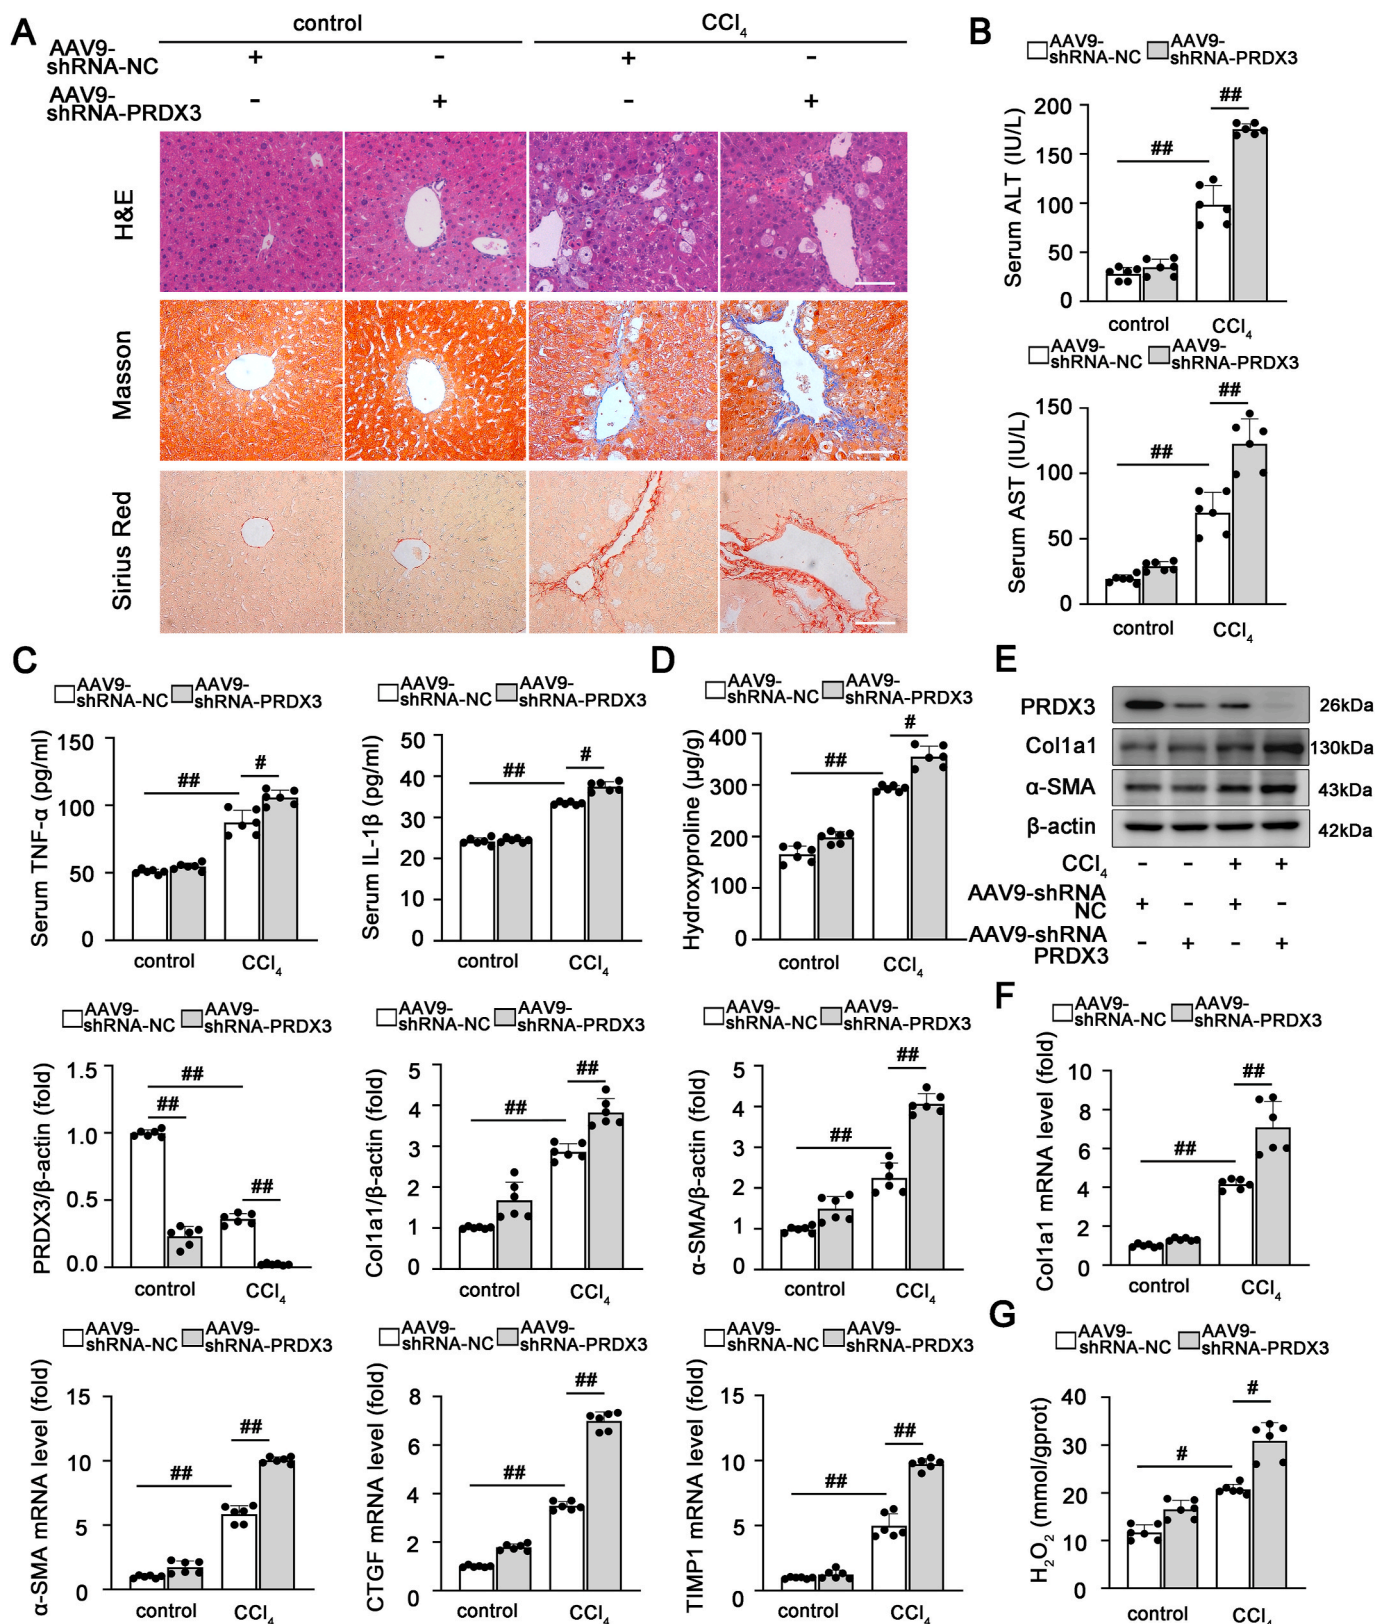 A
control
CCl4
AAV9-
shRNA-NC
+ - + -
AAV9-
shRNA-PRDX3
- + - +
H&E
Masson
Sirius Red
B
AAV9-
shRNA-NC
AAV9-
shRNA-PRDX3
Serum ALT (IU/L)
200
150
100
50
0
##
##
control
CCl4
AAV9-
shRNA-NC
AAV9-
shRNA-PRDX3
Serum AST (IU/L)
150
100
50
0
##
##
control
CCl4
C
AAV9-
shRNA-NC
AAV9-
shRNA-PRDX3
Serum TNF-α (pg/ml)
150
100
50
0
##
#
control
CCl4
AAV9-
shRNA-NC
AAV9-
shRNA-PRDX3
Serum IL-1β (pg/ml)
50
40
30
20
10
0
##
#
control
CCl4
D
AAV9-
shRNA-NC
AAV9-
shRNA-PRDX3
Hydroxyproline (μg/g)
400
300
200
100
0
##
#
control
CCl4
E
PRDX3 26kDa
Col1a1 130kDa
α-SMA 43kDa
β-actin 42kDa
CCl4 - - + +
AAV9-shRNA
NC + - + -
AAV9-shRNA
PRDX3 - + - +
AAV9-
shRNA-NC
AAV9-
shRNA-PRDX3
PRDX3/β-actin (fold)
1.5
1.0
0.5
0.0
##
##
##
control
CCl4
AAV9-
shRNA-NC
AAV9-
shRNA-PRDX3
Col1a1/β-actin (fold)
5
4
3
2
1
0
##
##
control
CCl4
AAV9-
shRNA-NC
AAV9-
shRNA-PRDX3
α-SMA/β-actin (fold)
5
4
3
2
1
0
##
##
control
CCl4
F
AAV9-
shRNA-NC
AAV9-
shRNA-PRDX3
Col1a1 mRNA level (fold)
10
8
6
4
2
0
##
##
control
CCl4
AAV9-
shRNA-NC
AAV9-
shRNA-PRDX3
α-SMA mRNA level (fold)
15
10
5
0
##
##
control
CCl4
AAV9-
shRNA-NC
AAV9-
shRNA-PRDX3
CTGF mRNA level (fold)
8
6
4
2
0
##
##
control
CCl4
AAV9-
shRNA-NC
AAV9-
shRNA-PRDX3
TIMP1 mRNA level (fold)
15
10
5
0
##
##
control
CCl4
G
AAV9-
shRNA-NC
AAV9-
shRNA-PRDX3
H2O2 (mmol/gprot)
40
30
20
10
0
#
#
control
CCl4